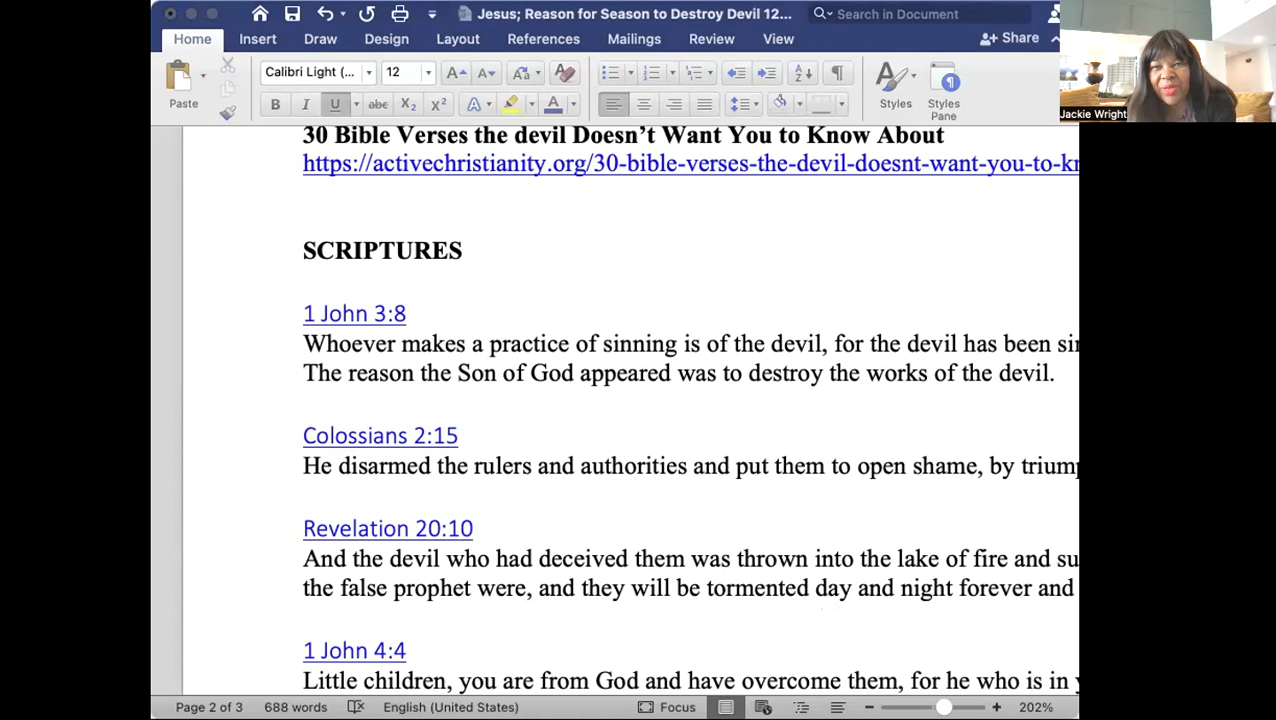 Jesus; Reason for Season to Destroy Devil 12...
Search in Document
Home Insert Draw Design Layout References Mailings Review View Share
Calibri Light (... 12
Paste
Styles Styles Pane
Jackie Wright
30 Bible Verses the devil Doesn't Want You to Know About
https://activechristianity.org/30-bible-verses-the-devil-doesnt-want-you-to-kn
SCRIPTURES
1 John 3:8
Whoever makes a practice of sinning is of the devil, for the devil has been
The reason the Son of God appeared was to destroy the works of the devil.
Colossians 2:15
He disarmed the rulers and authorities and put them to open shame, by
Revelation 20:10
And the devil who had deceived them was thrown into the lake of fire and
the false prophet were, and they will be tormented day and night forever and
1 John 4:4
Little children, you are from God and have overcome them, for he who is in
Page 2 of 3 688 words English (United States) Focus 202%